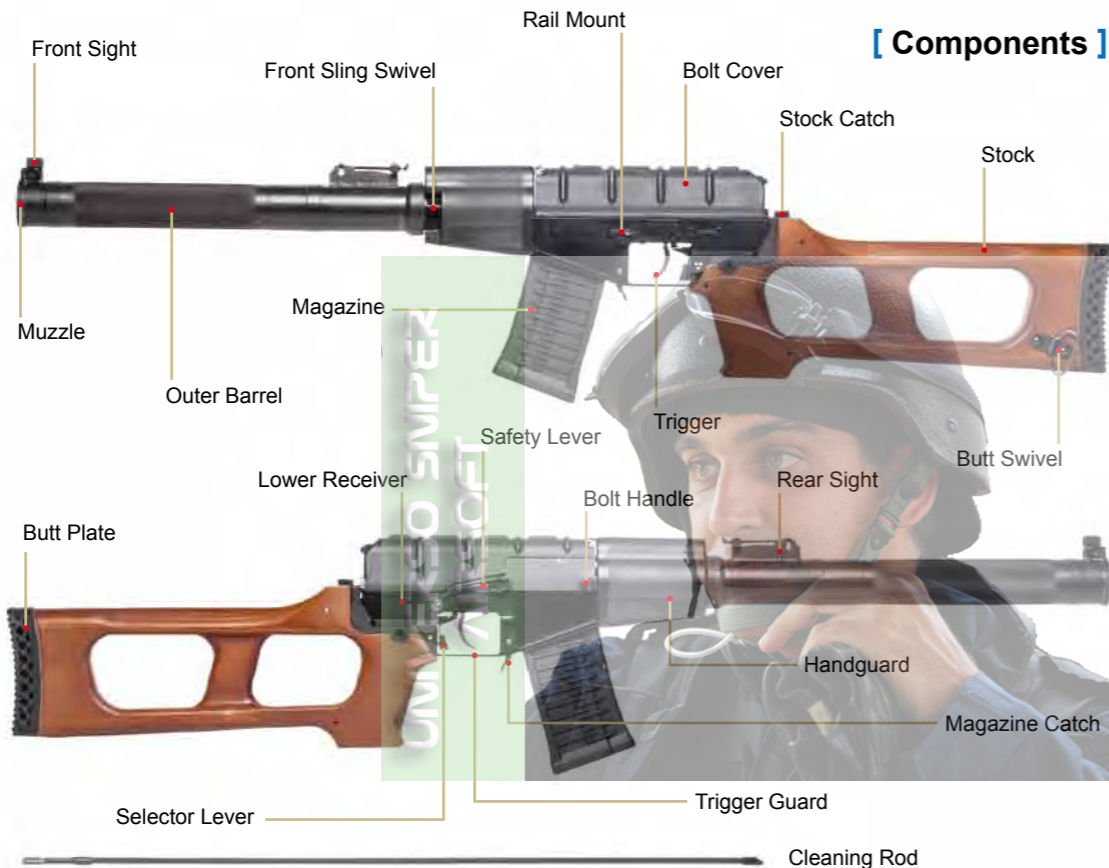 [ Components ]
Rail Mount
Front Sight
Front Sling Swivel
Bolt Cover
Stock Catch
Stock
Magazine
Muzzle
Outer Barrel
Trigger
Safety Lever
Butt Swivel
Lower Receiver
Rear Sight
Bolt Handle
Butt Plate
Handguard
Magazine Catch
Trigger Guard
Selector Lever
Cleaning Rod
SNIPER